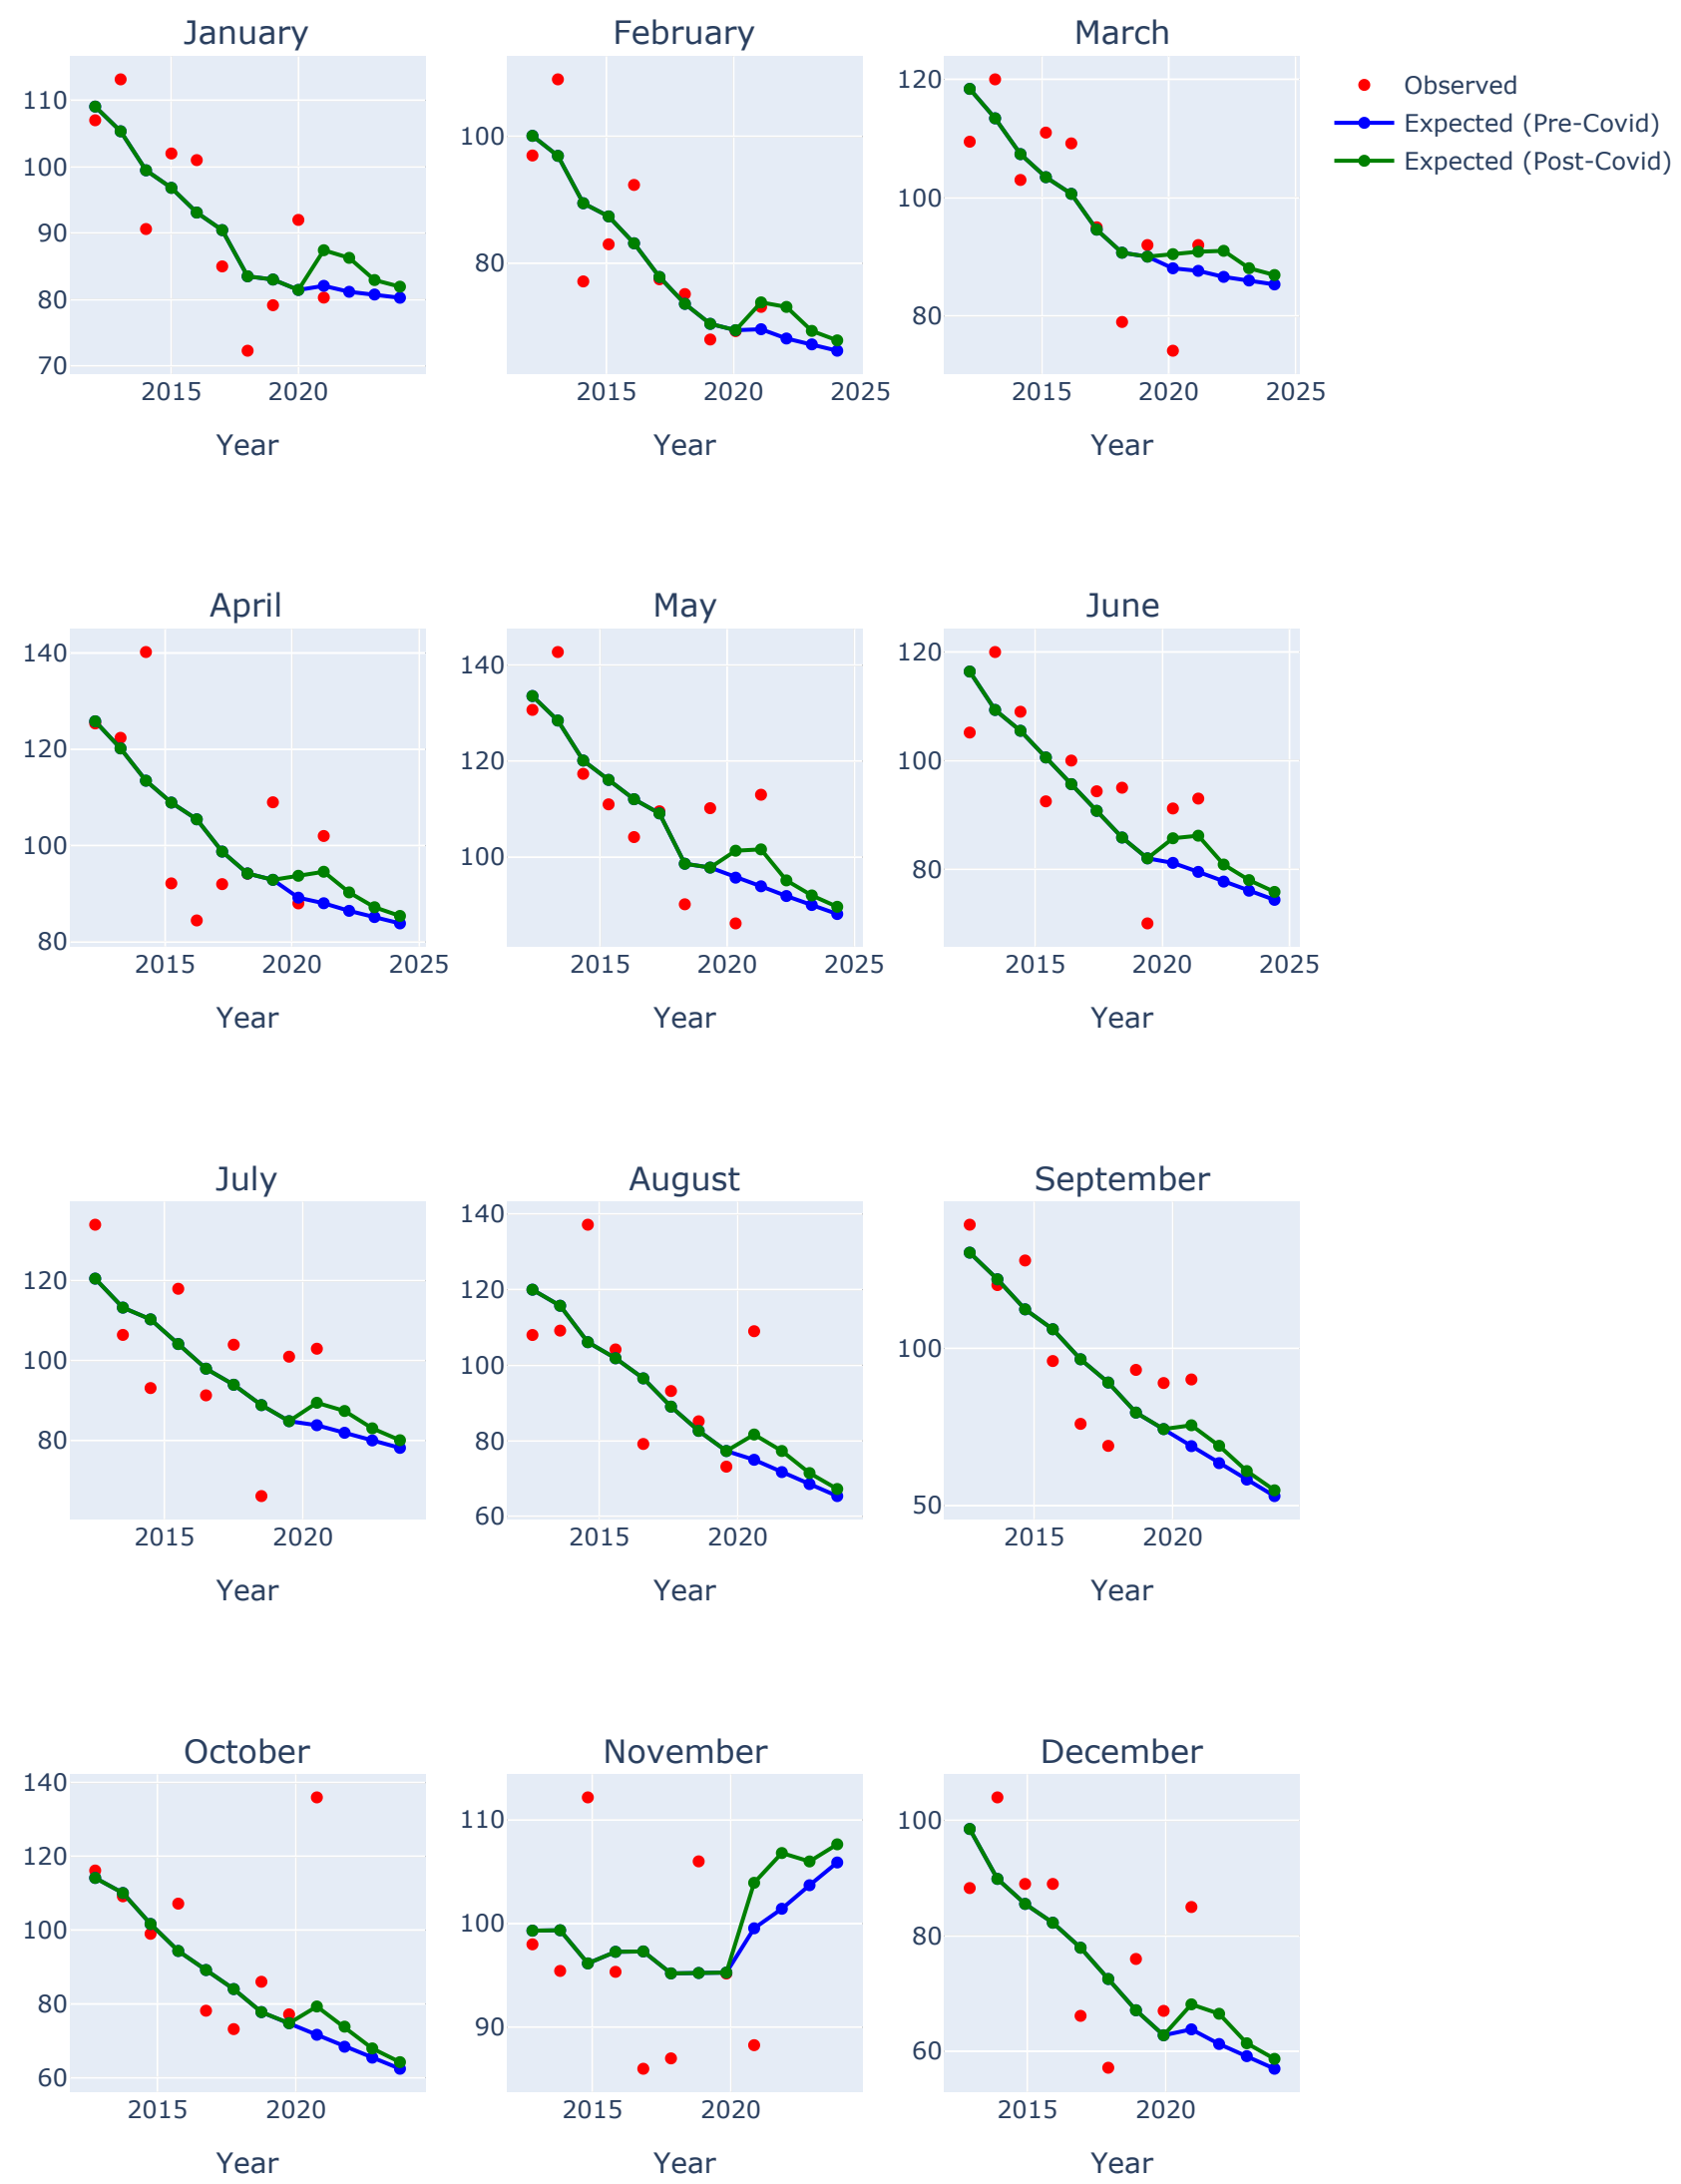 January
February
March
110
100
90
80
70
2015
2020
Year
100
80
2015
2020
2025
Year
120
100
80
2015
2020
2025
Year
Observed
Expected (Pre-Covid)
Expected (Post-Covid)
April
May
June
140
120
100
80
2015
2020
2025
Year
140
120
100
2015
2020
2025
Year
120
100
80
2015
2020
2025
Year
July
August
September
120
100
80
2015
2020
Year
140
120
100
80
60
2015
2020
Year
100
50
2015
2020
Year
October
November
December
140
120
100
80
60
2015
2020
Year
110
100
90
2015
2020
Year
100
80
60
2015
2020
Year